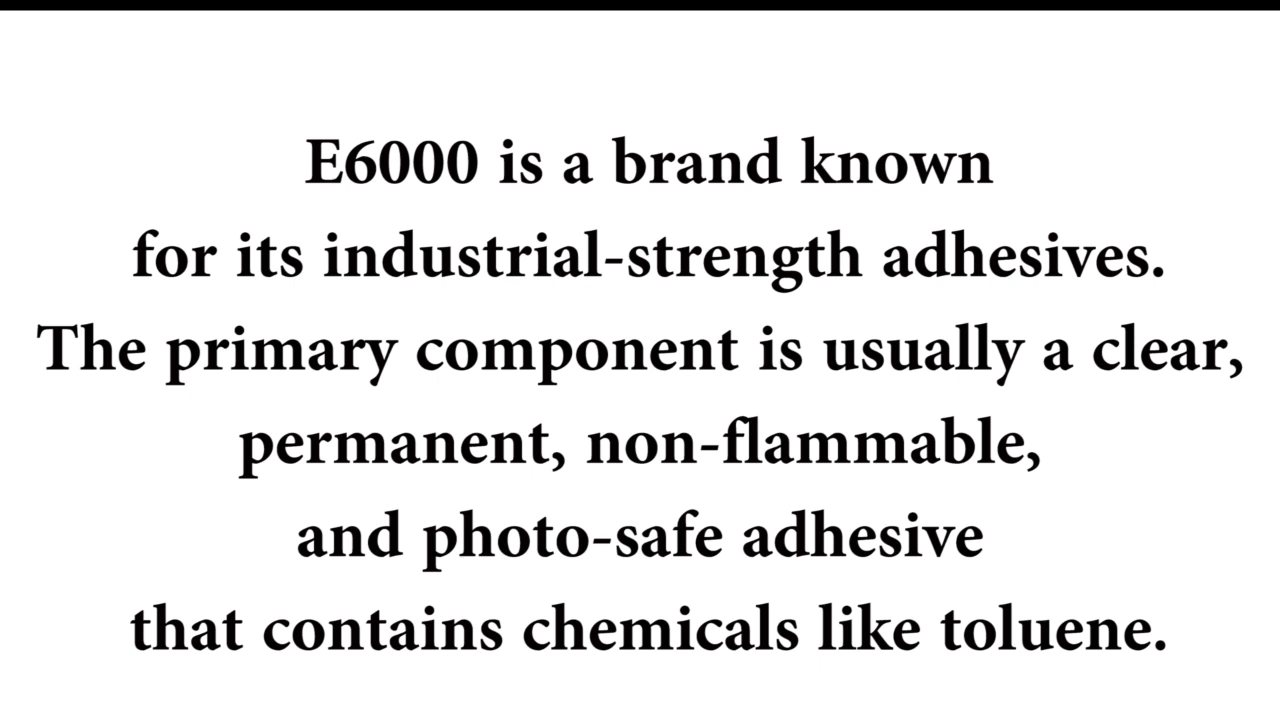 E6000 is a brand known
for its industrial-strength adhesives.
The primary component is usually a clear,
permanent, non-flammable,
and photo-safe adhesive
that contains chemicals like toluene.